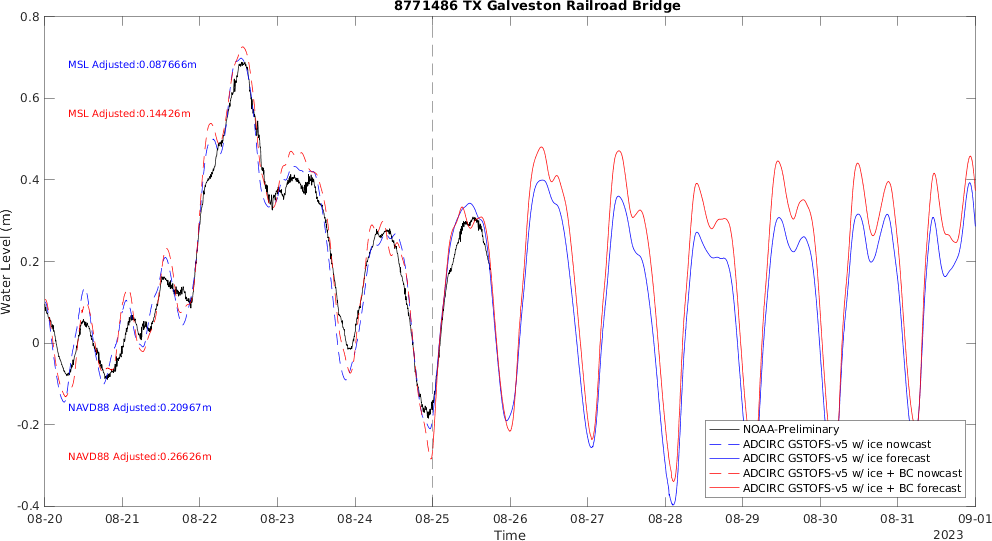 8771486 TX Galveston Railroad Bridge
0.8
0.6
0.4
0.2
0
-0.2
-0.4
Water Level (m)
MSL Adjusted:0.087666m
MSL Adjusted:0.14426m
NAVD88 Adjusted:0.20967m
NAVD88 Adjusted:0.26626m
NOAA-Preliminary
ADCIRC GSTOFS-v5 w/ ice nowcast
ADCIRC GSTOFS-v5 w/ ice forecast
ADCIRC GSTOFS-v5 w/ ice + BC nowcast
ADCIRC GSTOFS-v5 w/ ice + BC forecast
08-20 08-21 08-22 08-23 08-24 08-25 08-26 08-27 08-28 08-29 08-30 08-31 09-01
Time
2023